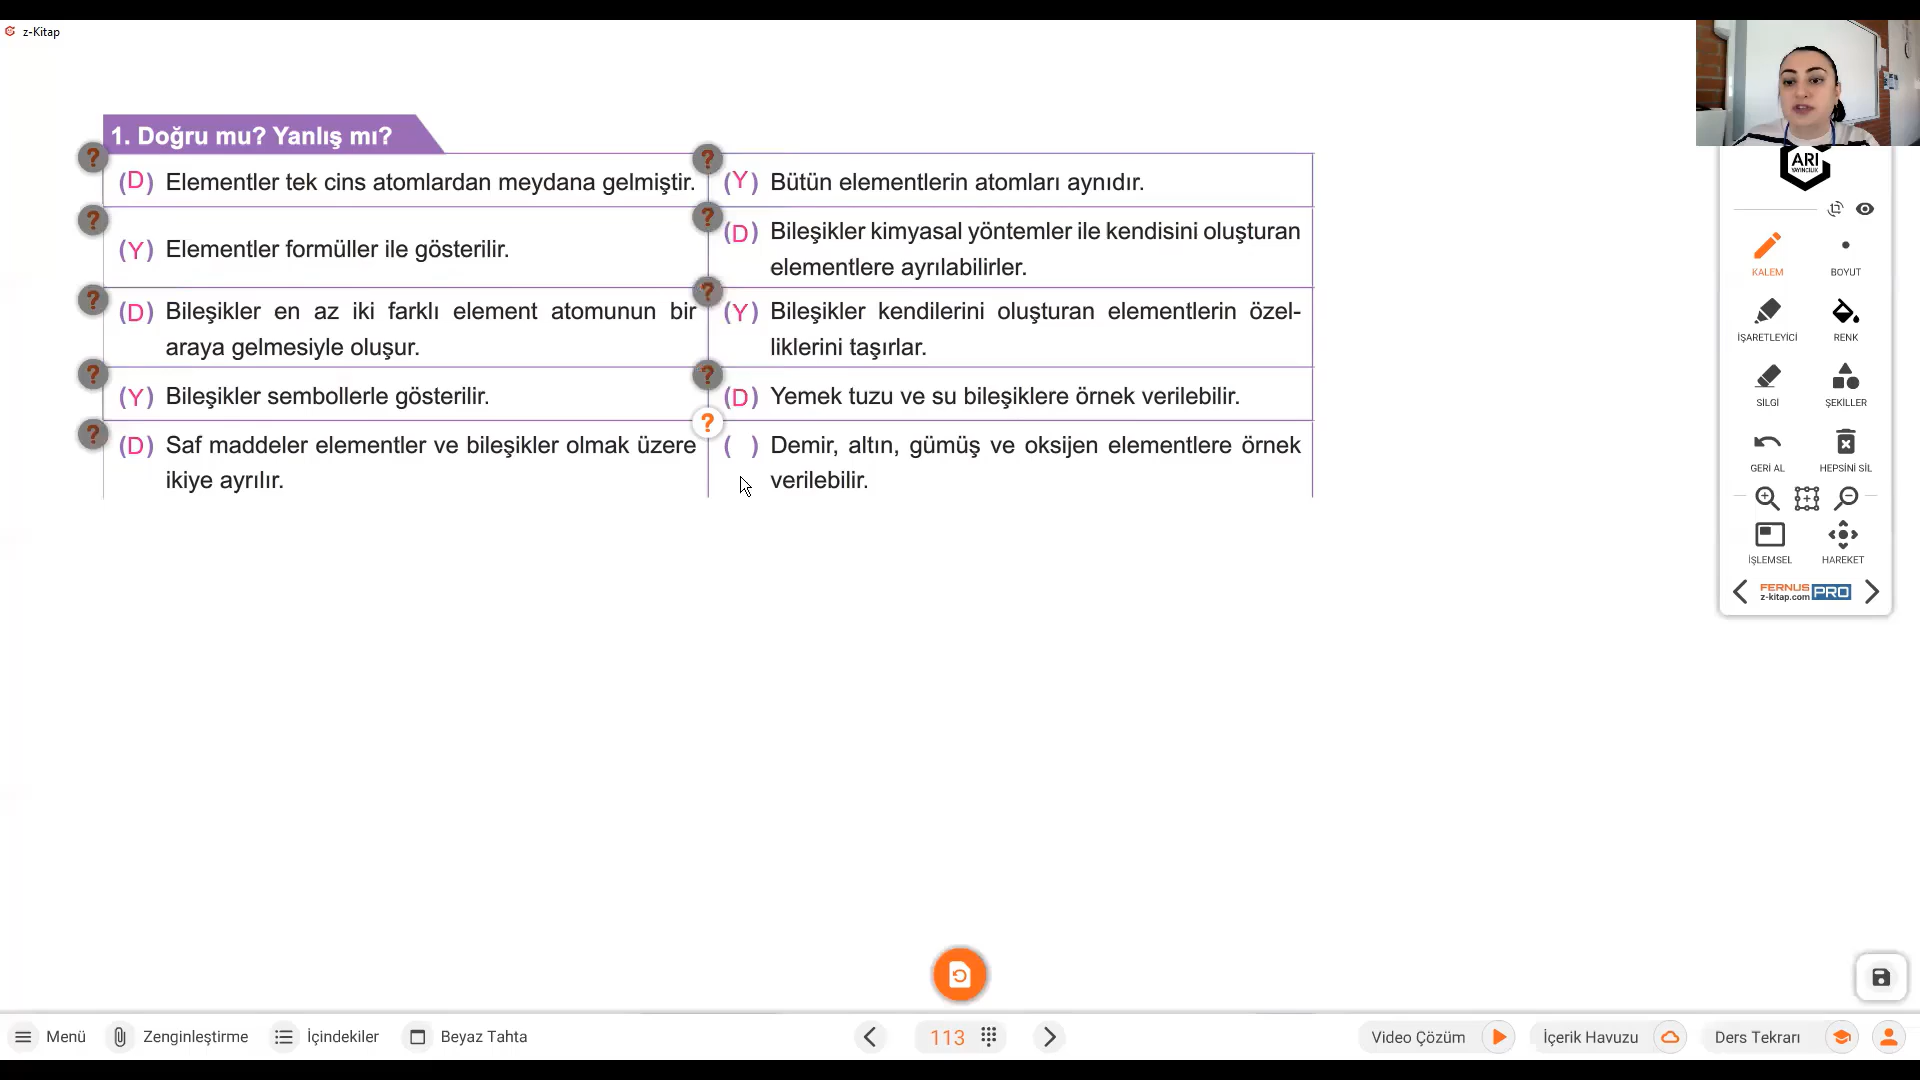 z-Kitap
1. Doğru mu? Yanlış mı?
(D) Elementler tek cins atomlardan meydana gelmiştir.
(Y) Bütün elementlerin atomları aynıdır.
(Y) Elementler formüller ile gösterilir.
(D) Bileşikler kimyasal yöntemler ile kendisini oluşturan
elementlere ayrılabilirler.
(D) Bileşikler en az iki farklı element atomunun bir
araya gelmesiyle oluşur.
(Y) Bileşikler kendilerini oluşturan elementlerin özel-
liklerini taşırlar.
(Y) Bileşikler sembollerle gösterilir.
(D) Yemek tuzu ve su bileşiklere örnek verilebilir.
(D) Saf maddeler elementler ve bileşikler olmak üzere
ikiye ayrılır.
( ) Demir, altın, gümüş ve oksijen elementlere örnek
verilebilir.
ARI
YAYINCILIK
KALEM BOYUT
İŞARETLEYİCİ RENK
SİLGİ ŞEKİLLER
GERİ AL HEPSİNİ SİL
İŞLEMSEL HAREKET
FERNUS PRO
z-kitap.com
Menü Zenginleştirme İçindekiler Beyaz Tahta 113 Video Çözüm İçerik Havuzu Ders Tekrarı